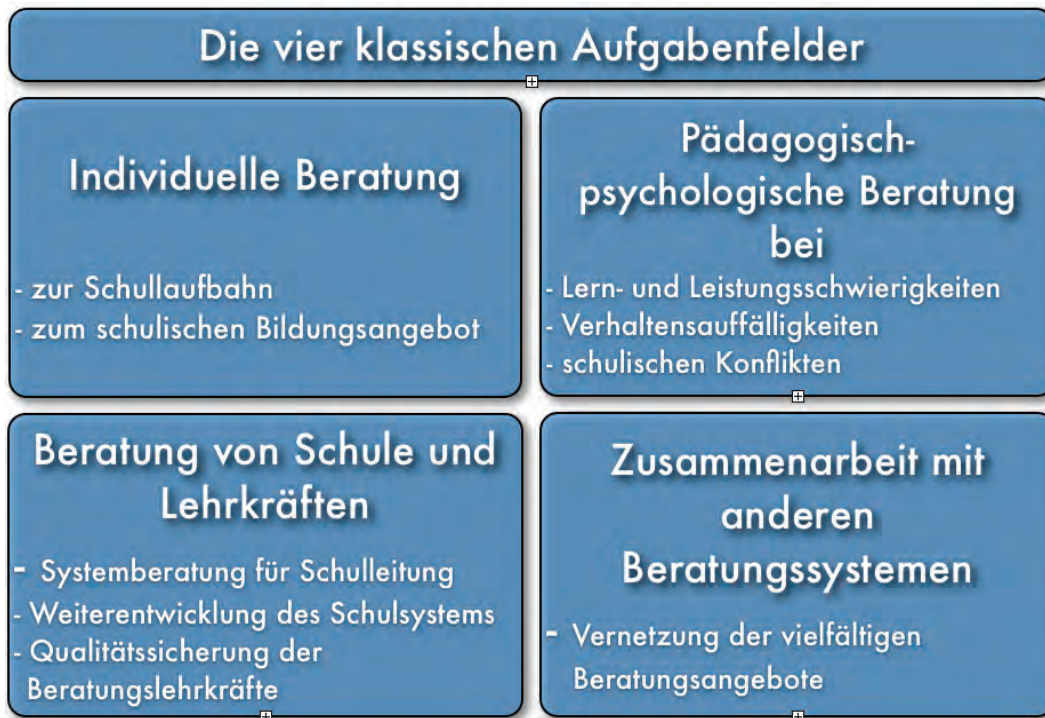 Die vier klassischen Aufgabenfelder
Individuelle Beratung
- zur Schullaufbahn
- zum schulischen Bildungsangebot
Pädagogisch-
psychologische Beratung
bei
- Lern- und Leistungsschwierigkeiten
- Verhaltensauffälligkeiten
- schulischen Konflikten
Beratung von Schule und
Lehrkräften
- Systemberatung für Schulleitung
- Weiterentwicklung des Schulsystems
- Qualitätssicherung der
Beratungslehrkräfte
Zusammenarbeit mit
anderen
Beratungssystemen
- Vernetzung der vielfältigen
Beratungsangebote